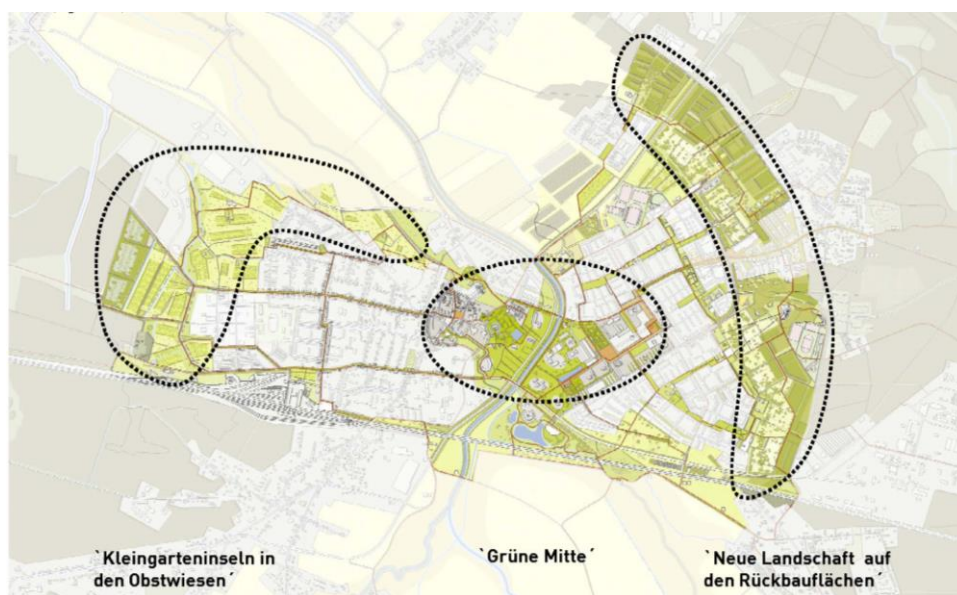 `Kleingarteninseln in
den Obstwiesen´
`Grüne Mitte´
`Neue Landschaft auf
den Rückbauflächen´